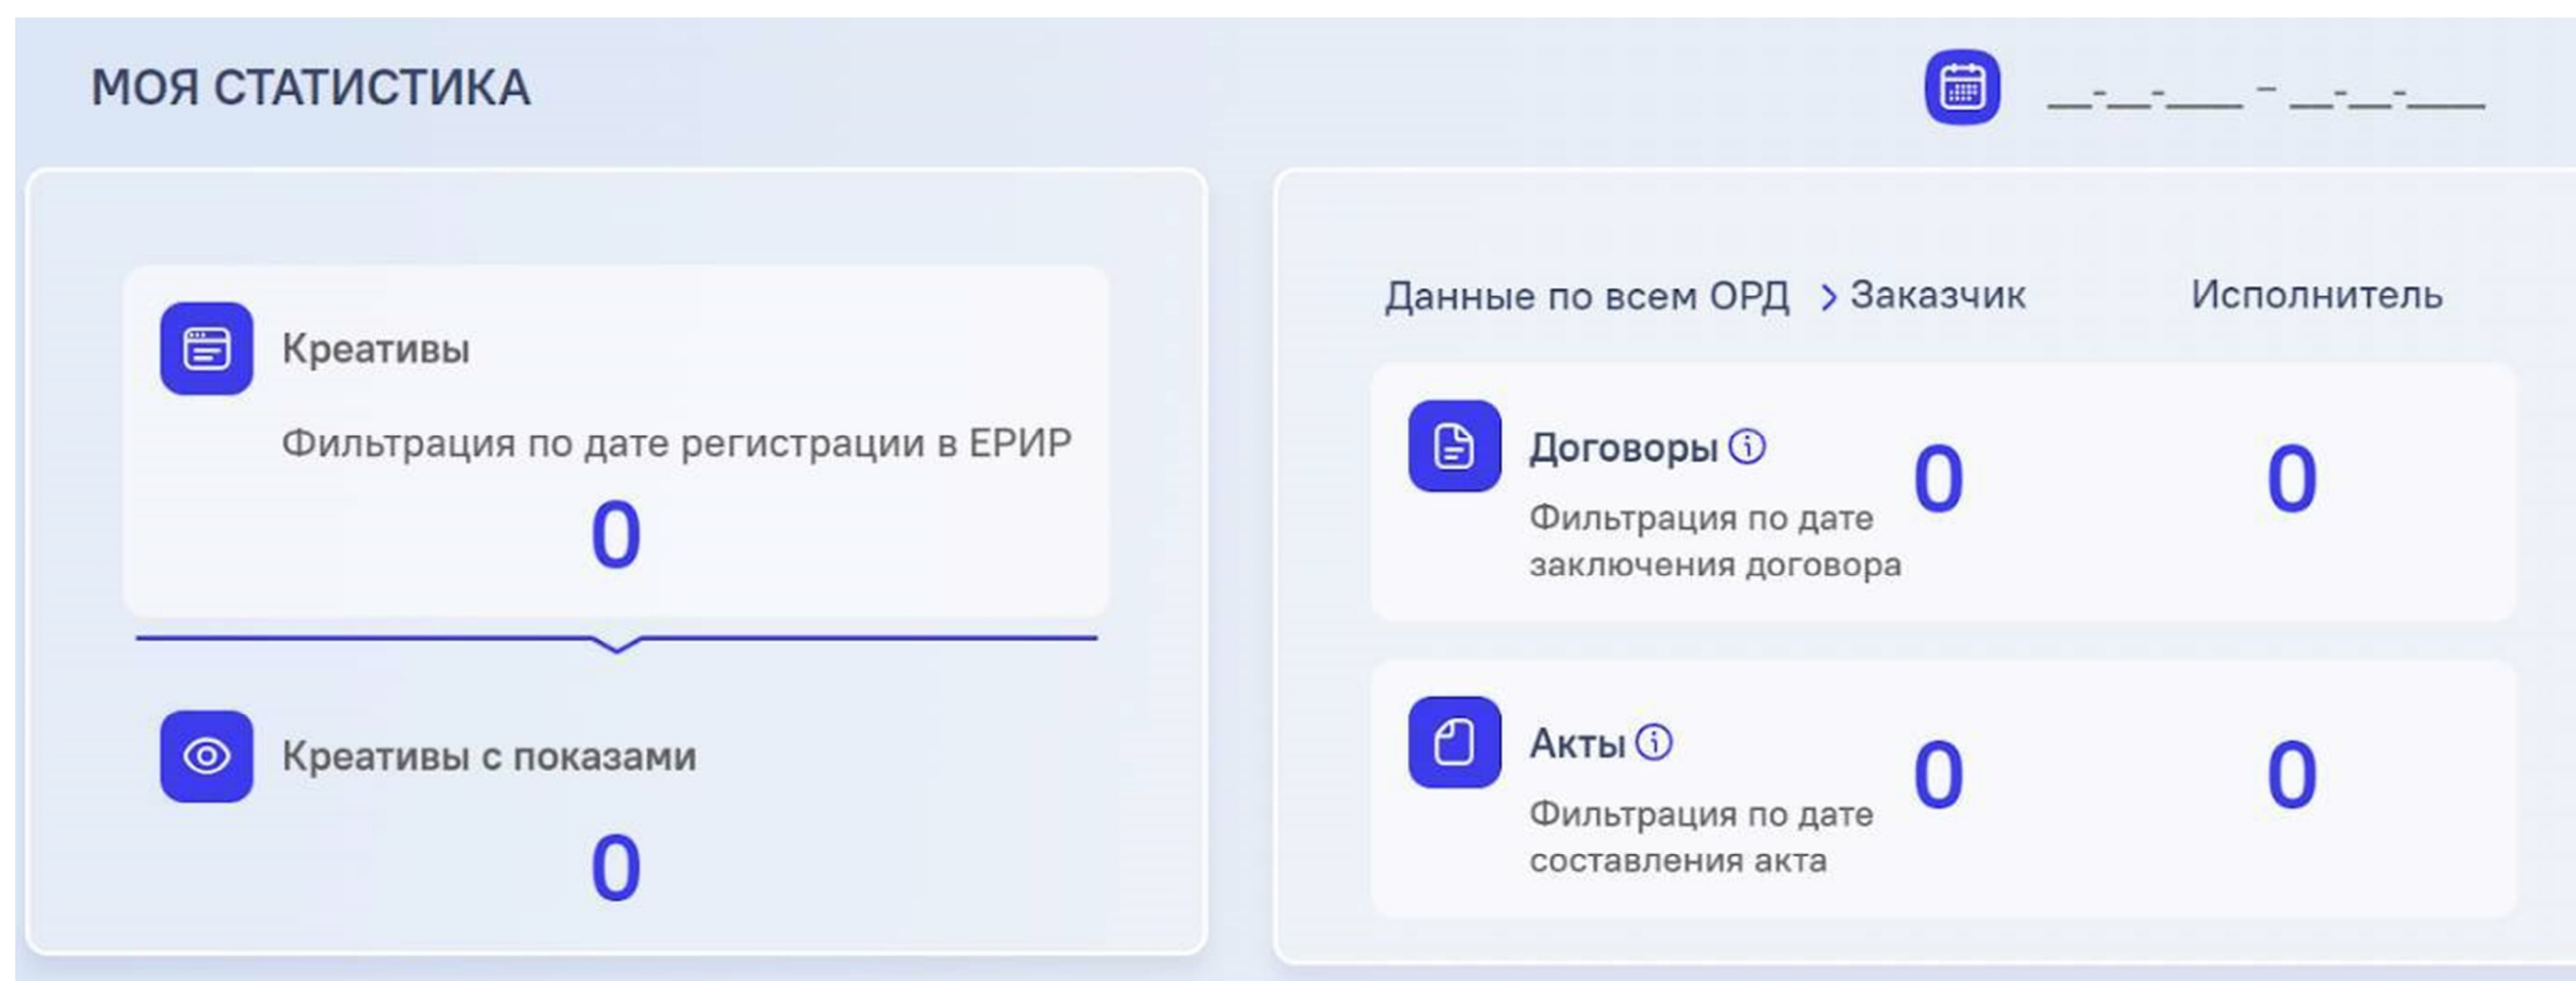 МОЯ СТАТИСТИКА
__-__-____ – __-__-____
Креативы
Фильтрация по дате регистрации в ЕРИР
0
Креативы с показами
0
Данные по всем ОРД > Заказчик Исполнитель
Договоры 0 0
Фильтрация по дате
заключения договора
Акты 0 0
Фильтрация по дате
составления акта